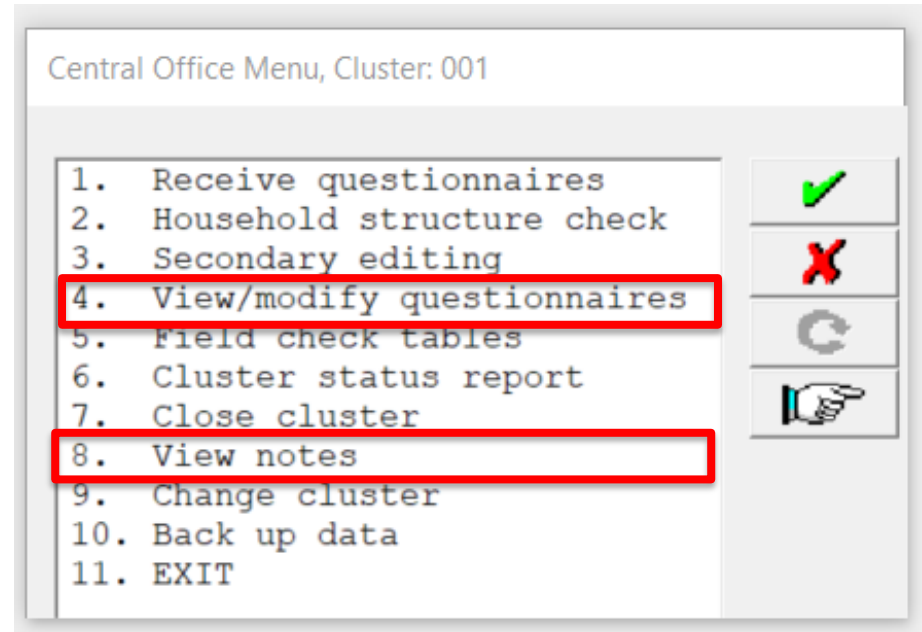 Central Office Menu, Cluster: 001
1. Receive questionnaires
2. Household structure check
3. Secondary editing
4. View/modify questionnaires
5. Field check tables
6. Cluster status report
7. Close cluster
8. View notes
9. Change cluster
10. Back up data
11. EXIT